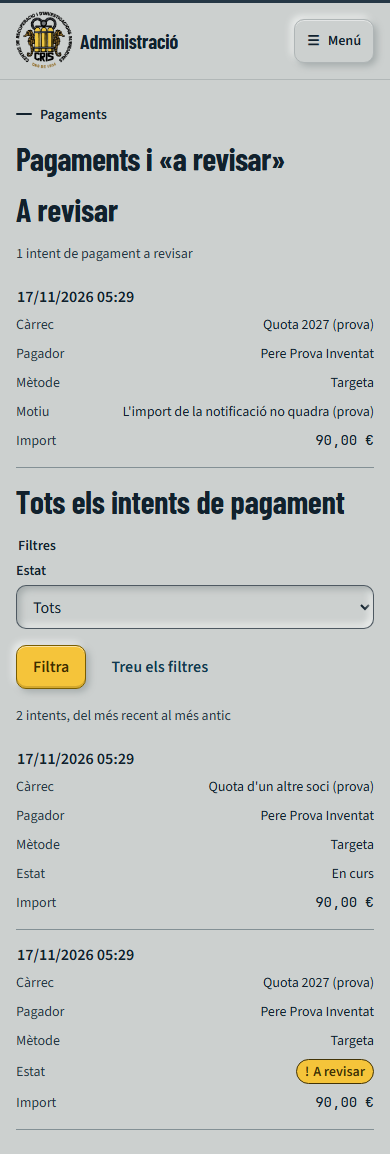 CRIS
Administració
☰ Menú
— Pagaments
Pagaments i «a revisar»
A revisar
1 intent de pagament a revisar
17/11/2026 05:29
Càrrec Quota 2027 (prova)
Pagador Pere Prova Inventat
Mètode Targeta
Motiu L'import de la notificació no quadra (prova)
Import 90,00 €
Tots els intents de pagament
Filtres
Estat
Tots
Filtra Treu els filtres
2 intents, del més recent al més antic
17/11/2026 05:29
Càrrec Quota d'un altre soci (prova)
Pagador Pere Prova Inventat
Mètode Targeta
Estat En curs
Import 90,00 €
17/11/2026 05:29
Càrrec Quota 2027 (prova)
Pagador Pere Prova Inventat
Mètode Targeta
Estat ! A revisar
Import 90,00 €